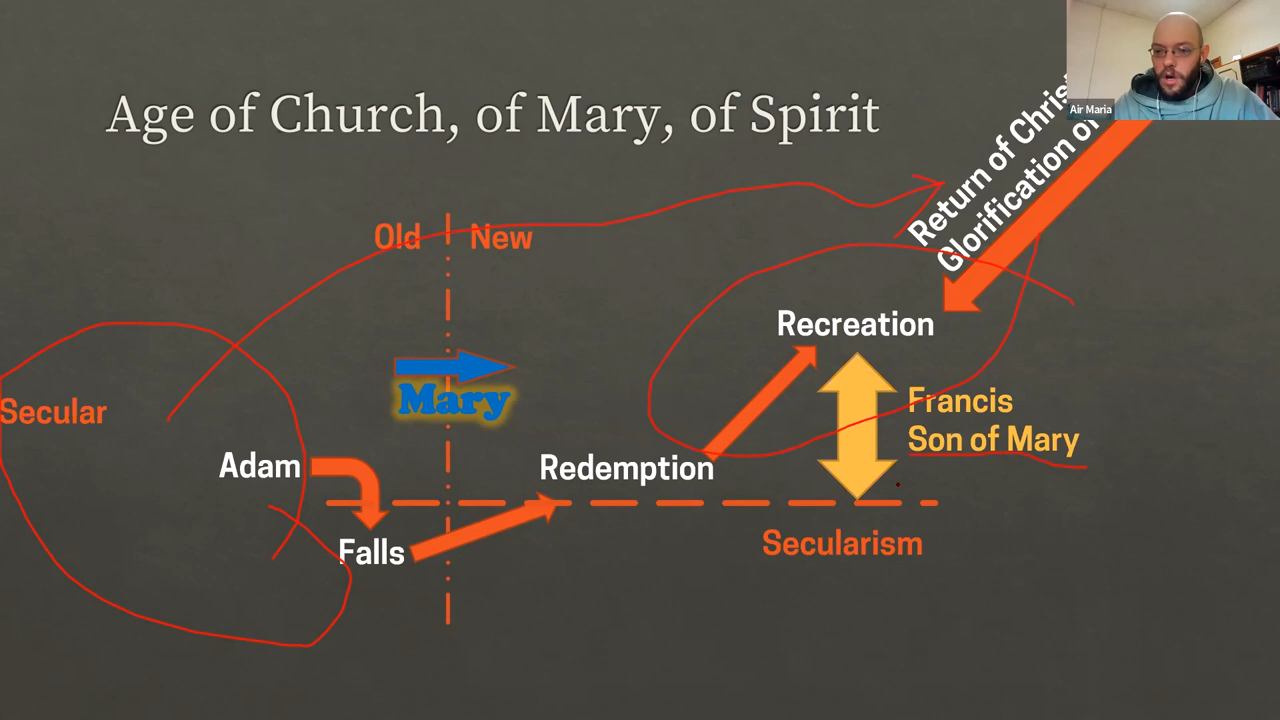 Age of Church, of Mary, of Spirit
Air Maria
Return of Chris
Glorification of
Old
New
Recreation
Mary
Secular
Francis
Son of Mary
Adam
Redemption
Falls
Secularism